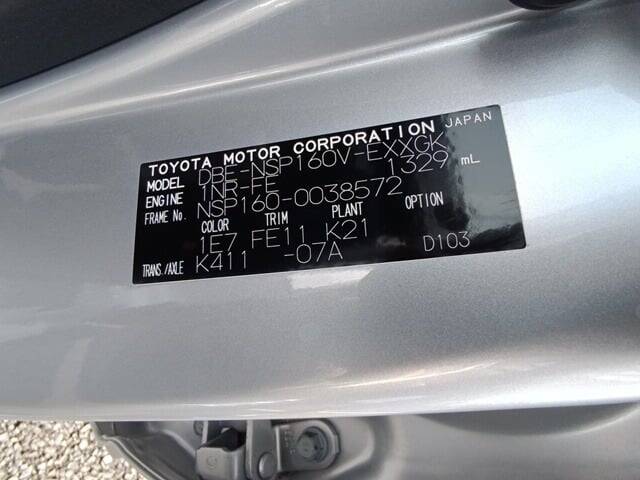 TOYOTA MOTOR CORPORATION JAPAN
MODEL DBE-NSP160V-EXXGK
ENGINE 1NR-FE 1329 mL
FRAME No. NSP160-0038572
COLOR TRIM PLANT OPTION
1E7 FE11 K21
TRANS./AXLE K411 -07A D103